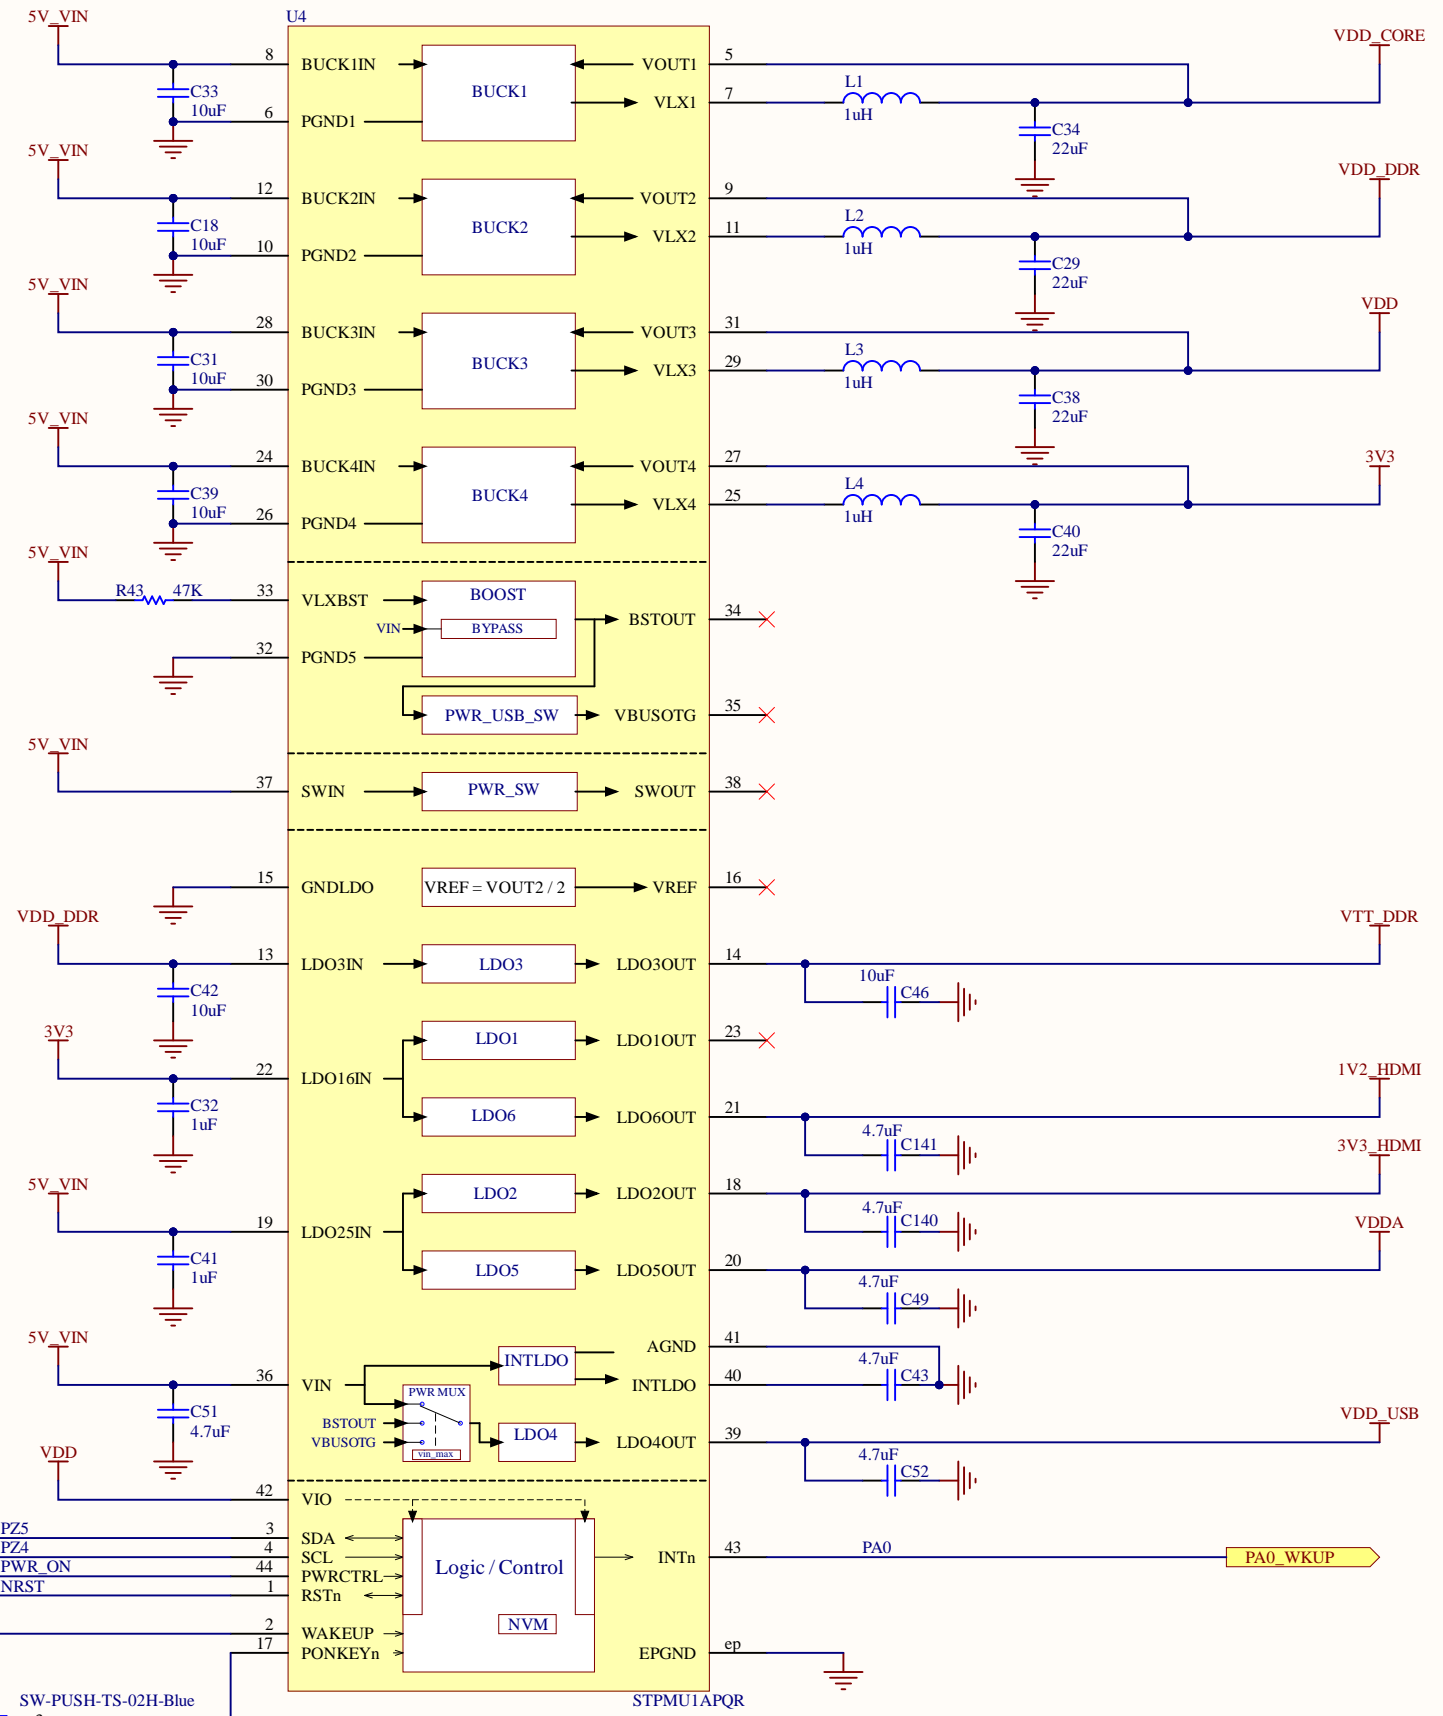 5V_VIN
U4
VDD_CORE
8 BUCK1IN VOUT1 5
C33
10uF
BUCK1
L1
VLX1 7
1uH
6 PGND1
C34
22uF
5V_VIN
VDD_DDR
12 BUCK2IN VOUT2 9
C18
10uF
BUCK2
L2
VLX2 11
1uH
10 PGND2
C29
22uF
5V_VIN
VDD
28 BUCK3IN VOUT3 31
C31
10uF
BUCK3
L3
VLX3 29
1uH
30 PGND3
C38
22uF
5V_VIN
3V3
24 BUCK4IN VOUT4 27
C39
10uF
BUCK4
L4
VLX4 25
1uH
26 PGND4
C40
22uF
5V_VIN
R43 47K 33 VLXBST BOOST
BSTOUT 34
VIN BYPASS
32 PGND5
PWR_USB_SW VBUSOTG 35
5V_VIN
37 SWIN PWR_SW SWOUT 38
15 GNDLDO VREF = VOUT2 / 2 VREF 16
VDD_DDR
VTT_DDR
13 LDO3IN LDO3 LDO3OUT 14
C42
10uF
10uF
C46
3V3
LDO1 LDO1OUT 23
22 LDO16IN
1V2_HDMI
C32
1uF
LDO6 LDO6OUT 21
4.7uF
C141
3V3_HDMI
5V_VIN
LDO2 LDO2OUT 18
4.7uF
C140
19 LDO25IN
VDDA
C41
1uF
LDO5 LDO5OUT 20
4.7uF
C49
5V_VIN
AGND 41
INTLDO
4.7uF
C43
36 VIN INTLDO 40
PWR MUX
C51
4.7uF
BSTOUT
VBUSOTG
vin_max
LDO4 LDO4OUT 39
VDD_USB
4.7uF
C52
VDD
42 VIO
PZ5 3 SDA
PZ4 4 SCL
PWR_ON 44 PWRCTRL
NRST 1 RSTn
Logic / Control
INTn 43 PA0 PA0_WKUP
NVM
2 WAKEUP
17 PONKEYn
EPGND ep
SW-PUSH-TS-02H-Blue
STPMU1APQR